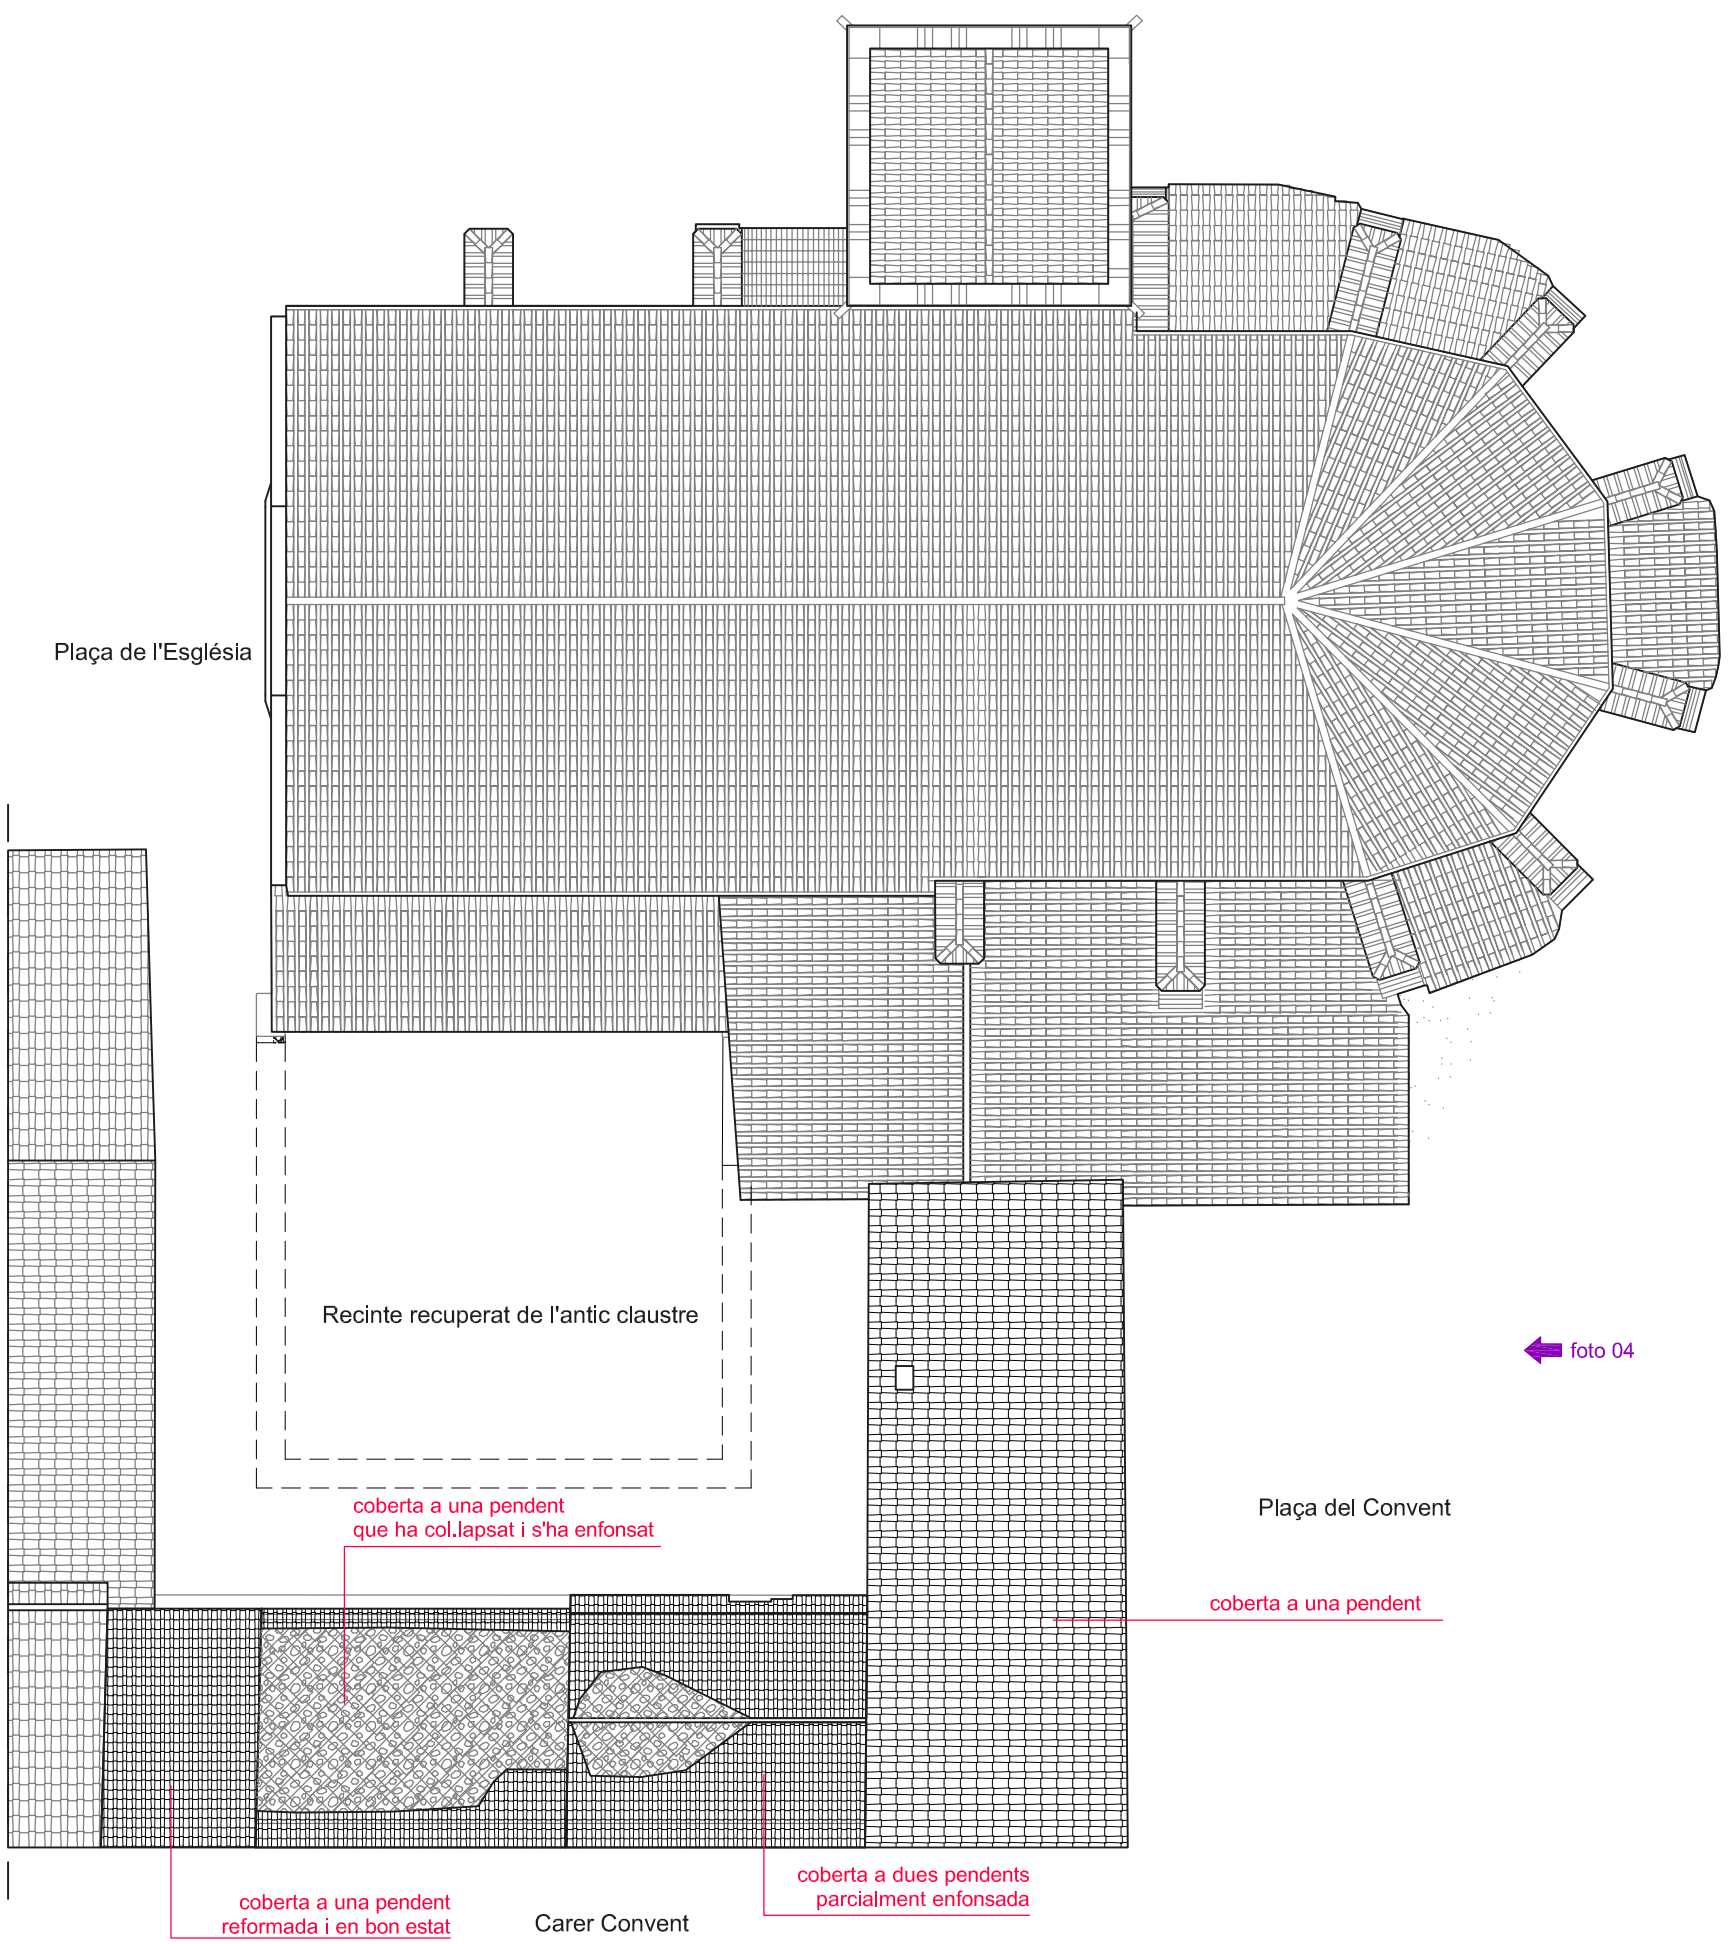 Plaça de l'Església
Recinte recuperat de l'antic claustre
foto 04
coberta a una pendent
que ha col.lapsat i s'ha enfonsat
Plaça del Convent
coberta a una pendent
coberta a dues pendents
parcialment enfonsada
coberta a una pendent
reformada i en bon estat
Carer Convent